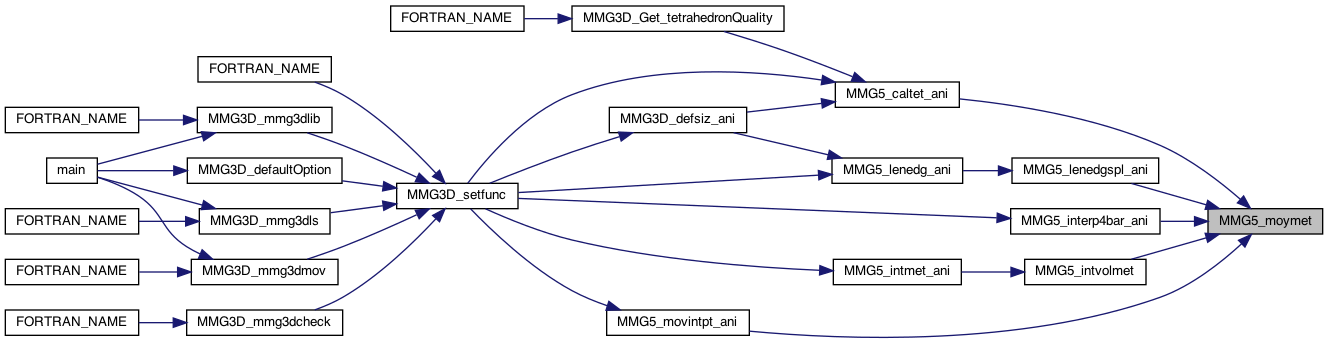 FORTRAN_NAME
MMG3D_Get_tetrahedronQuality
FORTRAN_NAME
MMG5_caltet_ani
FORTRAN_NAME
MMG3D_mmg3dlib
MMG3D_defsiz_ani
main
MMG3D_defaultOption
MMG5_lenedg_ani
MMG5_lenedgspl_ani
MMG3D_setfunc
FORTRAN_NAME
MMG3D_mmg3dls
MMG5_interp4bar_ani
MMG5_moymet
FORTRAN_NAME
MMG3D_mmg3dmov
MMG5_intmet_ani
MMG5_intvolmet
FORTRAN_NAME
MMG3D_mmg3dcheck
MMG5_movintpt_ani